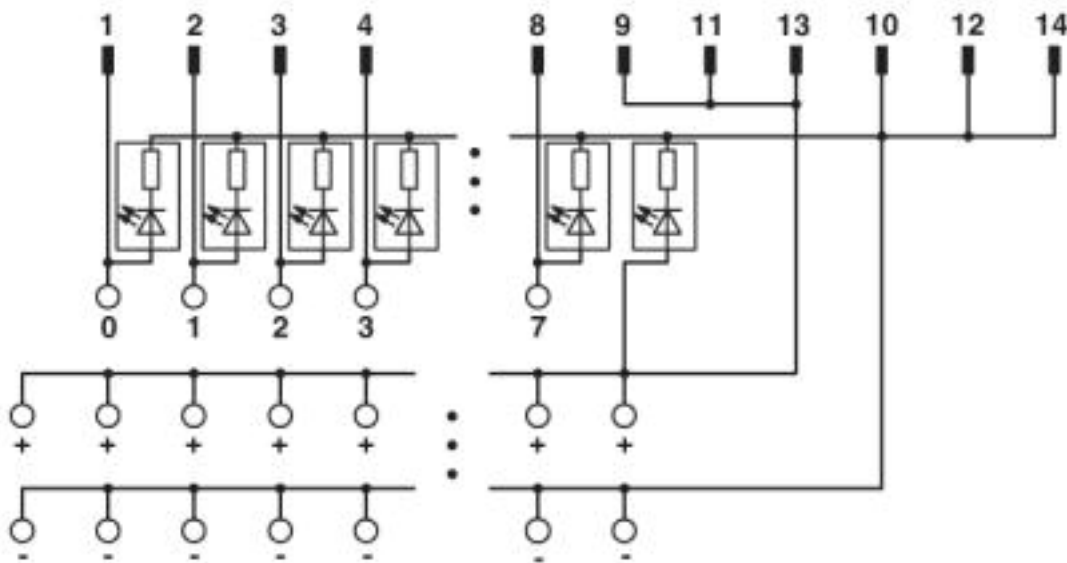 1 2 3 4 8 9 11 13 10 12 14
0 1 2 3 7
+ + + + + + +
- - - - - - -